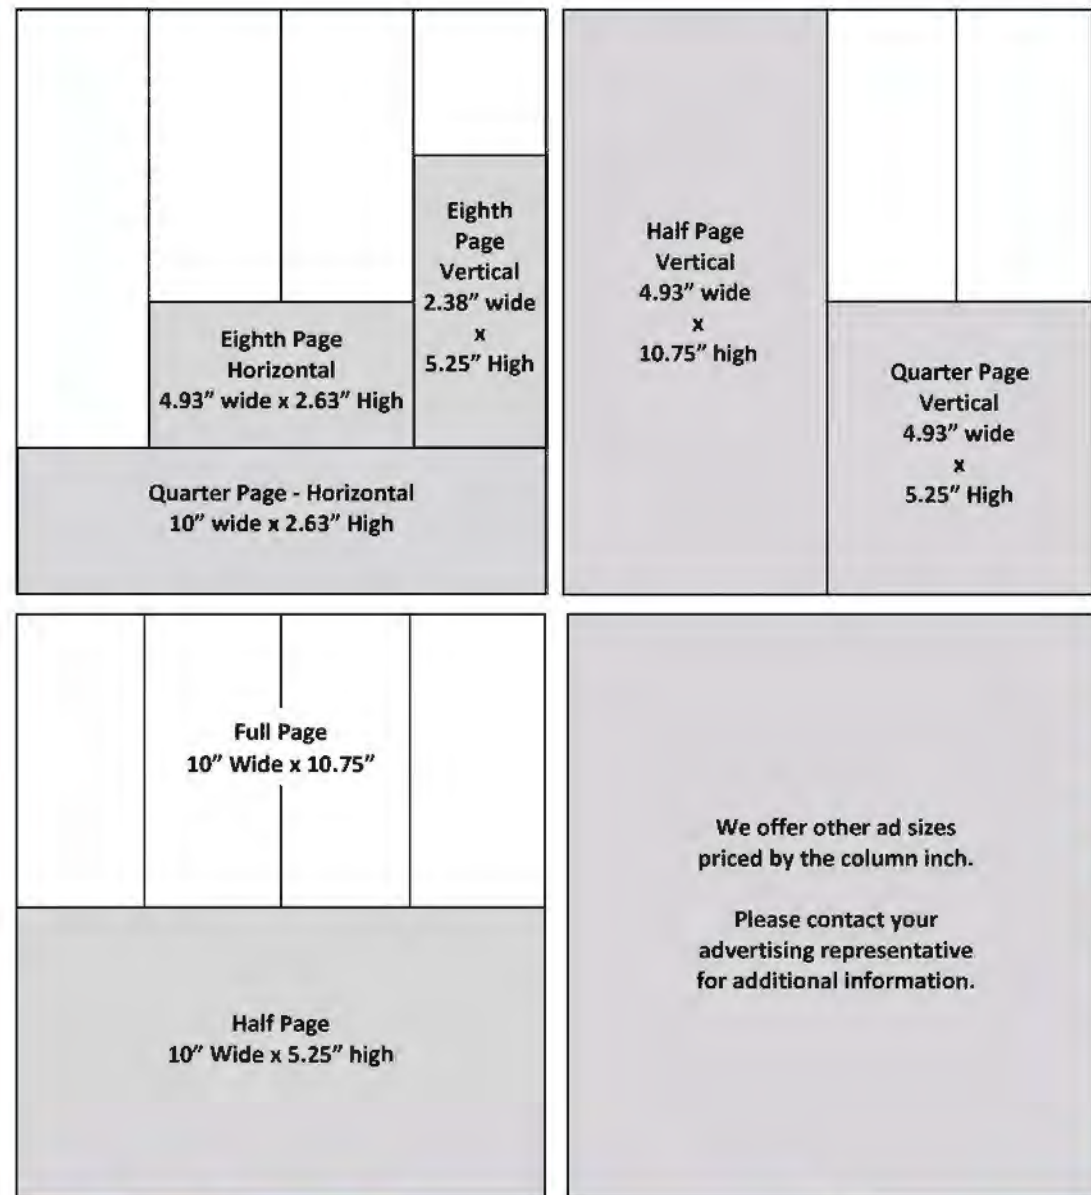 Eighth
Page
Vertical
2.38” wide
x
5.25” High
Eighth Page
Horizontal
4.93” wide x 2.63” High
Quarter Page - Horizontal
10” wide x 2.63” High
Half Page
Vertical
4.93” wide
x
10.75” high
Quarter Page
Vertical
4.93” wide
x
5.25” High
Full Page
10” Wide x 10.75”
Half Page
10” Wide x 5.25” high
We offer other ad sizes
priced by the column inch.
Please contact your
advertising representative
for additional information.